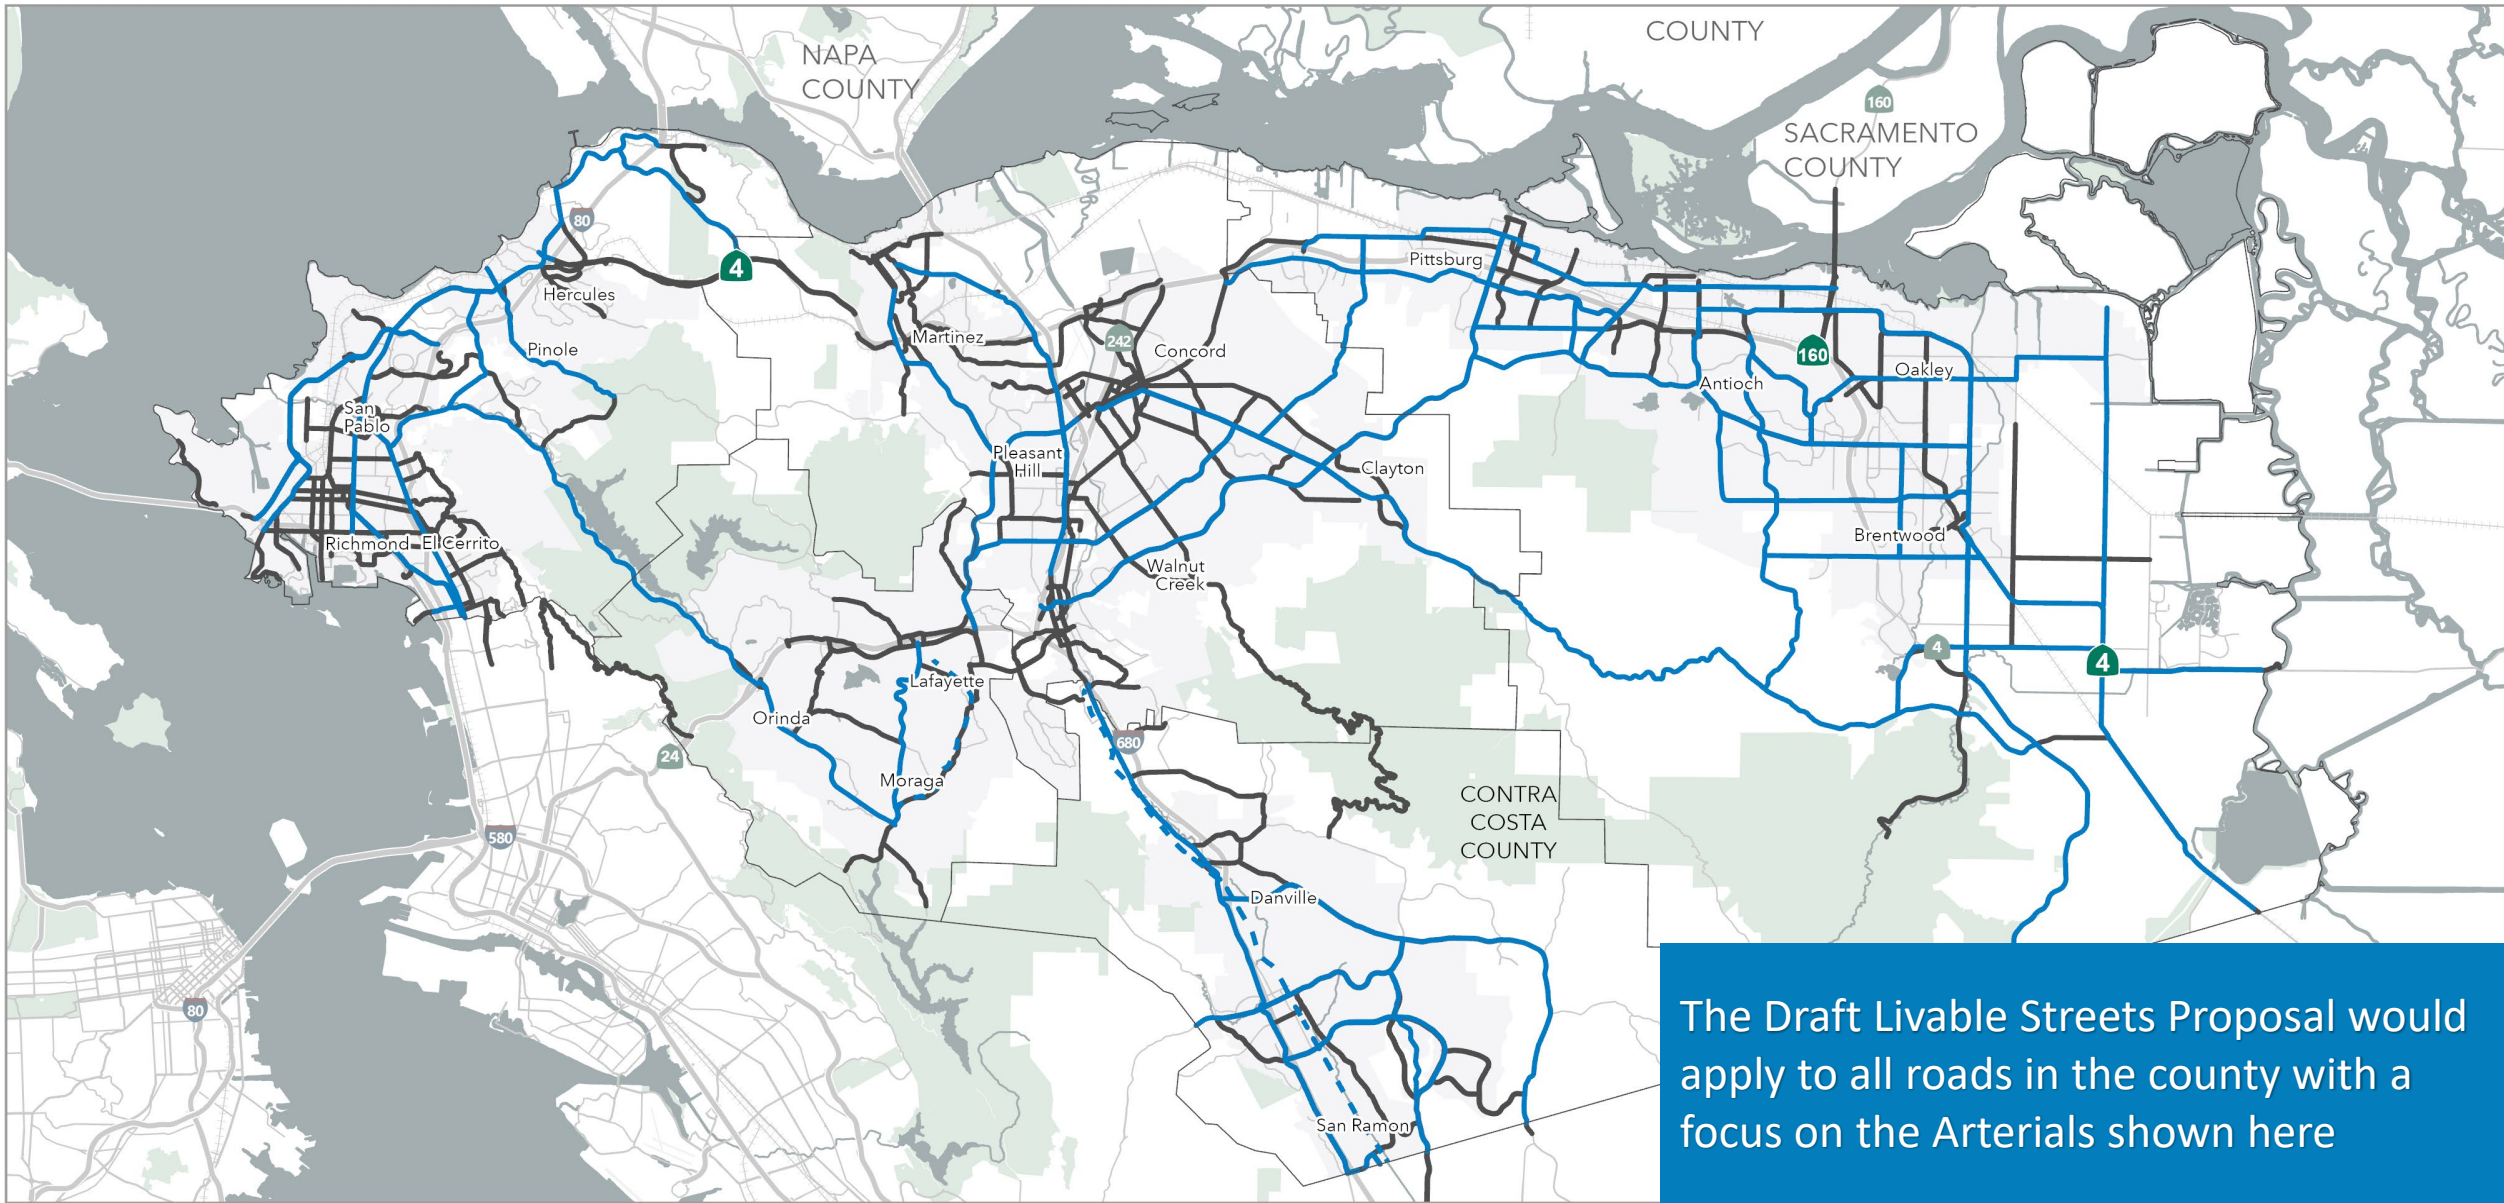 NAPA
COUNTY
COUNTY
160
SACRAMENTO
COUNTY
80
4
Hercules
Pinole
San
Pablo
Richmond
El Cerrito
Martinez
242
Concord
Pleasant
Hill
Clayton
Walnut
Creek
Pittsburg
160
Antioch
Oakley
Brentwood
4
4
Lafayette
Orinda
Moraga
24
680
580
80
CONTRA
COSTA
COUNTY
Danville
San Ramon
The Draft Livable Streets Proposal would
apply to all roads in the county with a
focus on the Arterials shown here